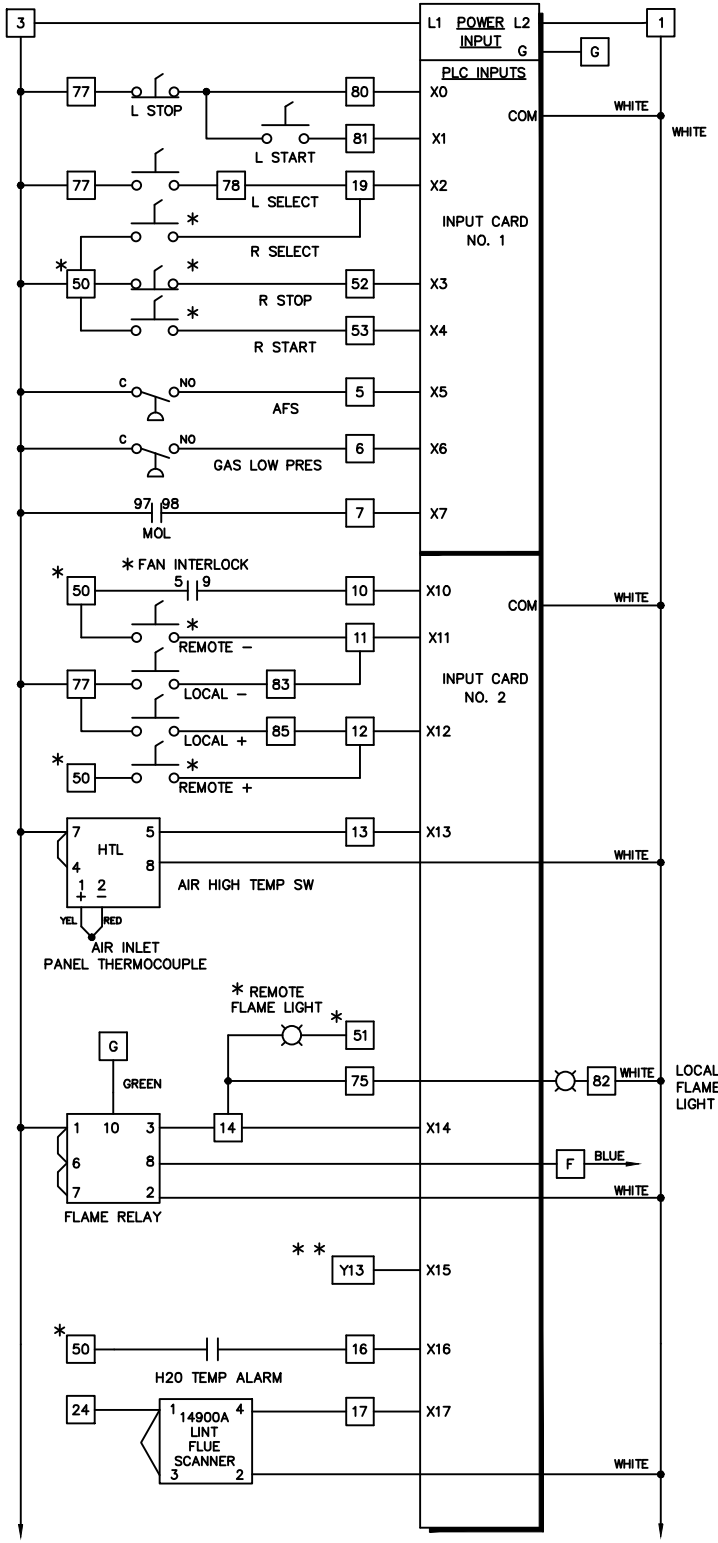 3 L1 POWER L2 1
INPUT
G G
PLC INPUTS
77 80 X0
L STOP
COM WHITE
WHITE
81 X1
L START
77 78 19 X2
L SELECT
INPUT CARD
NO. 1
*
R SELECT
* 50 * 52 X3
R STOP
* 53 X4
R START
C NO 5 X5
AFS
C NO 6 X6
GAS LOW PRES
97 98 7 X7
MOL
* FAN INTERLOCK
* 50 5 9 10 X10
COM WHITE
* 11 X11
REMOTE -
77 83
LOCAL -
INPUT CARD
NO. 2
85 12 X12
LOCAL +
* 50 *
REMOTE +
7 5 13 X13
HTL
4 8 WHITE
1 2
+ -
AIR HIGH TEMP SW
YEL RED
AIR INLET
PANEL THERMOCOUPLE
* REMOTE
FLAME LIGHT
* 51
G
GREEN
75 82 WHITE
LOCAL
FLAME
LIGHT
1 10 3 14 X14
6 8 F BLUE
7 2 WHITE
FLAME RELAY
* *
Y13 X15
* 50 16 X16
H20 TEMP ALARM
24 1 14900A 4 17 X17
LINT
FLUE
SCANNER
3 2 WHITE